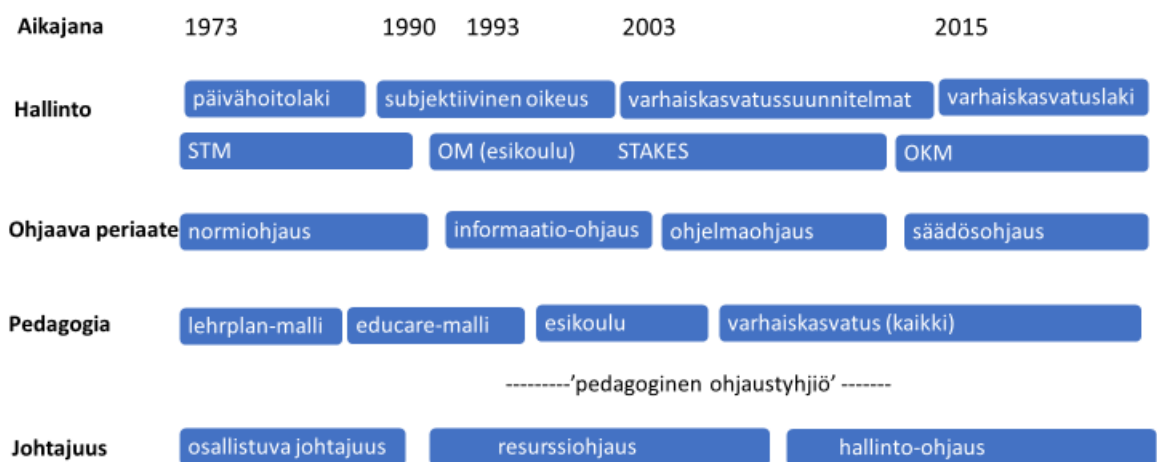 Aikajana 1973 1990 1993 2003 2015
Hallinto
päivähoitolaki subjektiivinen oikeus varhaiskasvatussuunnitelmat varhaiskasvatuslaki
STM OM (esikoulu) STAKES OKM
Ohjaava periaate normiohjaus informaatio-ohjaus ohjelmaohjaus säädösohjaus
Pedagogia lehrplan-malli educare-malli esikoulu varhaiskasvatus (kaikki)
---------'pedagoginen ohjaustyhjiö' -------
Johtajuus osallistuva johtajuus resurssiohjaus hallinto-ohjaus